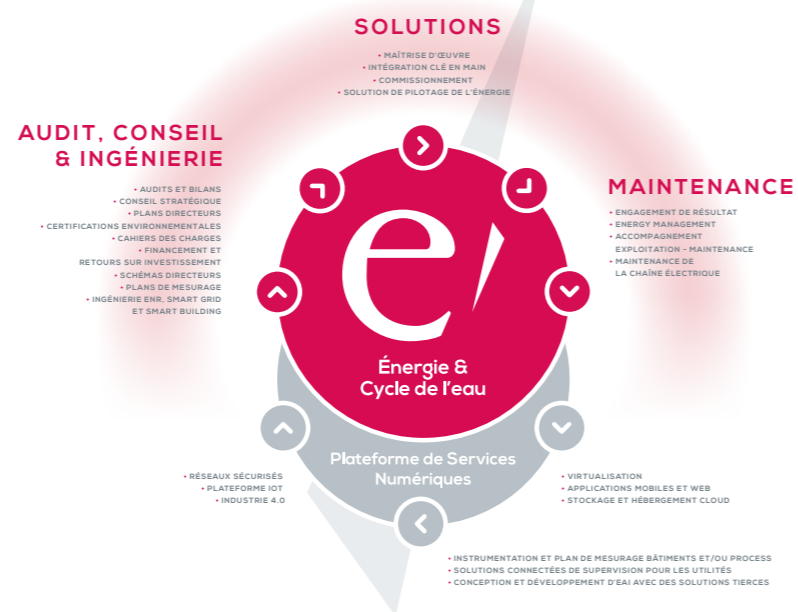 SOLUTIONS
• MAÎTRISE D'ŒUVRE
• INTÉGRATION CLÉ EN MAIN
• COMMISSIONNEMENT
• SOLUTION DE PILOTAGE DE L'ÉNERGIE
AUDIT, CONSEIL
& INGÉNIERIE
• AUDITS ET BILANS
• CONSEIL STRATÉGIQUE
• PLANS DIRECTEURS
• CERTIFICATIONS ENVIRONNEMENTALES
• CAHIERS DES CHARGES
• FINANCEMENT ET
RETOURS SUR INVESTISSEMENT
• SCHÉMAS DIRECTEURS
• PLANS DE MESURAGE
• INGÉNIERIE ENR, SMART GRID
ET SMART BUILDING
MAINTENANCE
• ENGAGEMENT DE RÉSULTAT
• ENERGY MANAGEMENT
• ACCOMPAGNEMENT
EXPLOITATION - MAINTENANCE
• MAINTENANCE DE
LA CHAÎNE ÉLECTRIQUE
e
Énergie &
Cycle de l'eau
Plateforme de Services
Numériques
• RÉSEAUX SÉCURISÉS
• PLATEFORME IOT
• INDUSTRIE 4.0
• VIRTUALISATION
• APPLICATIONS MOBILES ET WEB
• STOCKAGE ET HÉBERGEMENT CLOUD
• INSTRUMENTATION ET PLAN DE MESURAGE BÂTIMENTS ET/OU PROCESS
• SOLUTIONS CONNECTÉES DE SUPERVISION POUR LES UTILITÉS
• CONCEPTION ET DÉVELOPPEMENT D'EAI AVEC DES SOLUTIONS TIERCES